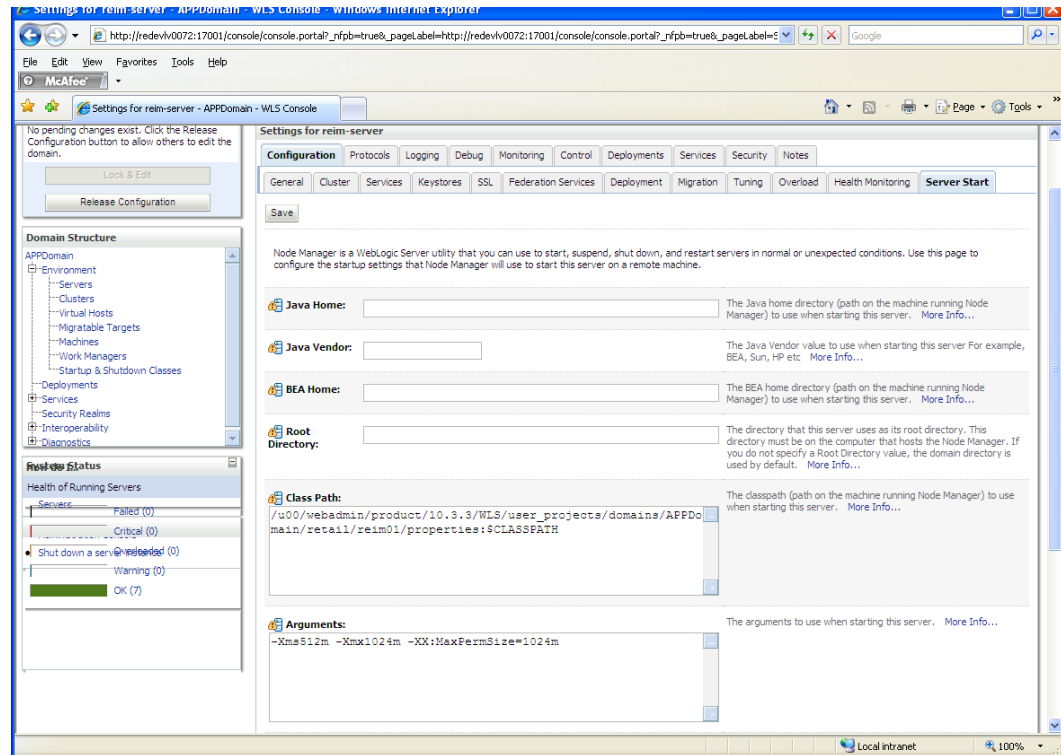 Settings for reim-server - APPDomain - WLS Console - Windows Internet Explorer
http://redevlv0072:17001/console/console.portal?_nfpb=true&_pageLabel=http://redevlv0072:17001/console/console.portal?_nfpb=true&_pageLabel=S
Google
File Edit View Favorites Tools Help
McAfee
Settings for reim-server - APPDomain - WLS Console
Page Tools »
No pending changes exist. Click the Release
Configuration button to allow others to edit the
domain.
Lock & Edit
Release Configuration
Domain Structure
APPDomain
Environment
Servers
Clusters
Virtual Hosts
Migratable Targets
Machines
Work Managers
Startup & Shutdown Classes
Deployments
Services
Security Realms
Interoperability
Diagnostics
System Status
Health of Running Servers
Servers
Failed (0)
Critical (0)
Shut down a server instance
Overloaded (0)
Warning (0)
OK (7)
Settings for reim-server
Configuration Protocols Logging Debug Monitoring Control Deployments Services Security Notes
General Cluster Services Keystores SSL Federation Services Deployment Migration Tuning Overload Health Monitoring Server Start
Save
Node Manager is a WebLogic Server utility that you can use to start, suspend, shut down, and restart servers in normal or unexpected conditions. Use this page to
configure the startup settings that Node Manager will use to start this server on a remote machine.
Java Home:
The Java home directory (path on the machine running Node
Manager) to use when starting this server. More Info...
Java Vendor:
The Java Vendor value to use when starting this server For example,
BEA, Sun, HP etc More Info...
BEA Home:
The BEA home directory (path on the machine running Node
Manager) to use when starting this server. More Info...
Root
Directory:
The directory that this server uses as its root directory. This
directory must be on the computer that hosts the Node Manager. If
you do not specify a Root Directory value, the domain directory is
used by default. More Info...
Class Path:
/u00/webadmin/product/10.3.3/WLS/user_projects/domains/APPDo
main/retail/reim01/properties:$CLASSPATH
The classpath (path on the machine running Node Manager) to use
when starting this server. More Info...
Arguments:
-Xms512m -Xmx1024m -XX:MaxPermSize=1024m
The arguments to use when starting this server. More Info...
Local intranet
100%